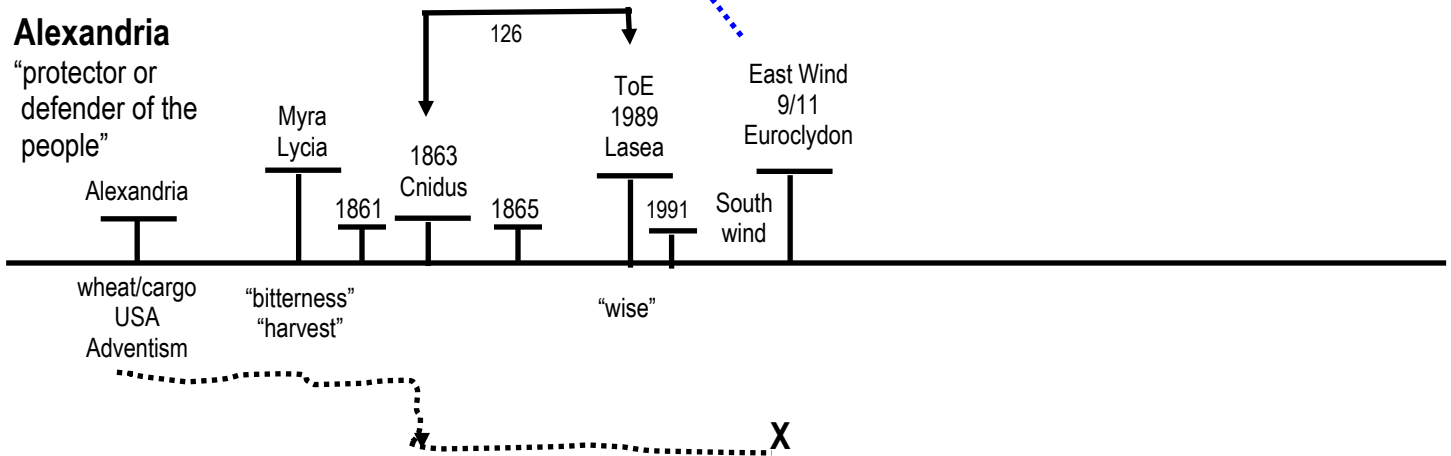 Alexandria
“protector or
defender of the
people”
126
Alexandria
Myra
Lycia
1861
1863
Cnidus
1865
ToE
1989
Lasea
1991
South
wind
East Wind
9/11
Euroclydon
wheat/cargo
USA
Adventism
“bitterness”
“harvest”
“wise”
X